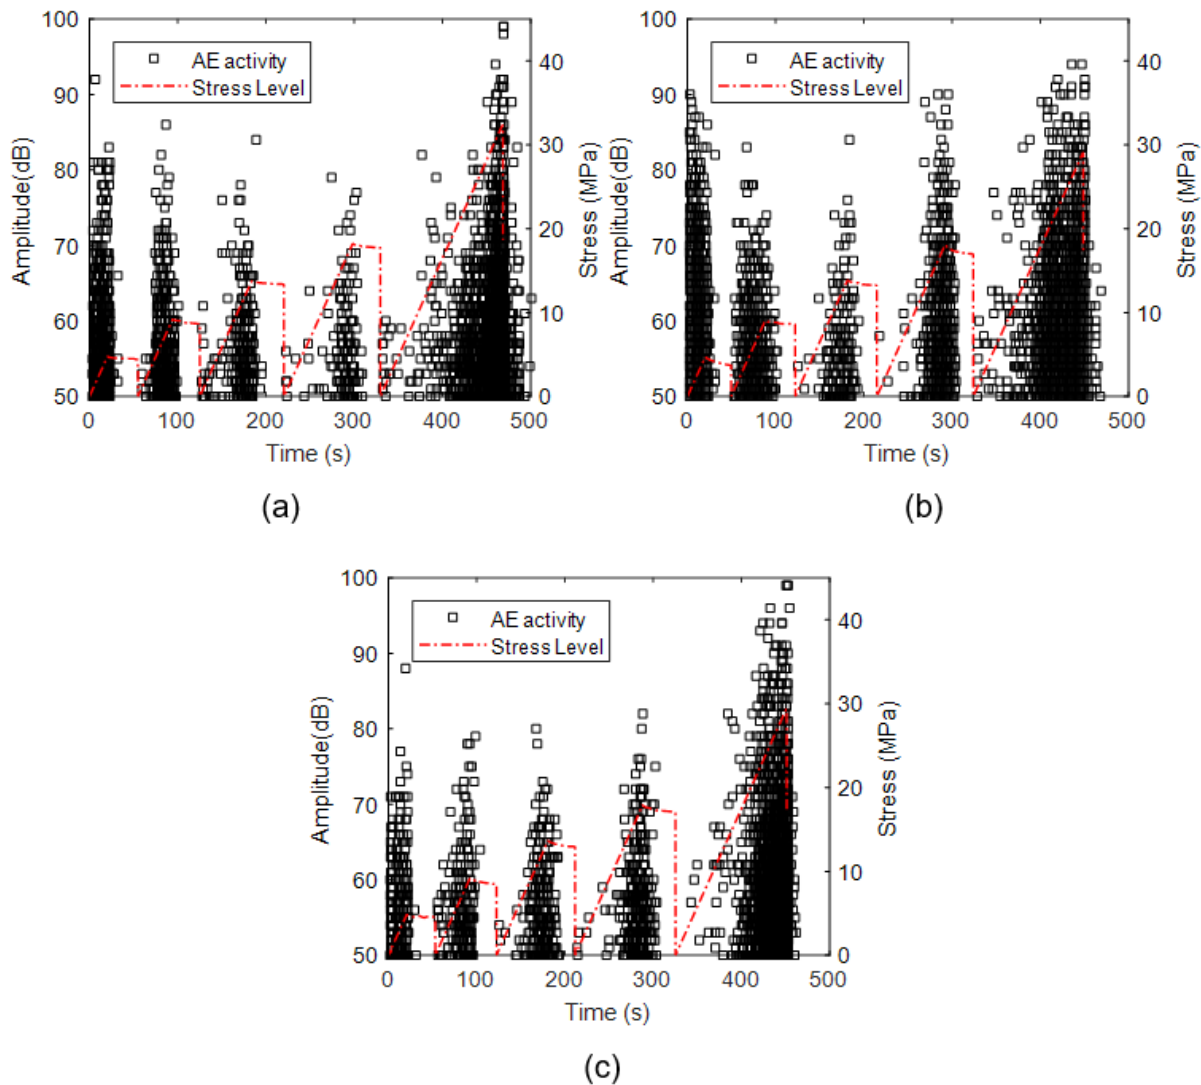 100
90
80
70
60
50
Amplitude(dB)
AE activity
Stress Level
40
30
20
10
0
Stress (MPa)
0 100 200 300 400 500
Time (s)
(a)
100
90
80
70
60
50
Amplitude(dB)
AE activity
Stress Level
40
30
20
10
0
Stress (MPa)
0 100 200 300 400 500
Time (s)
(b)
100
90
80
70
60
50
Amplitude(dB)
AE activity
Stress Level
40
30
20
10
0
Stress (MPa)
0 100 200 300 400 500
Time (s)
(c)